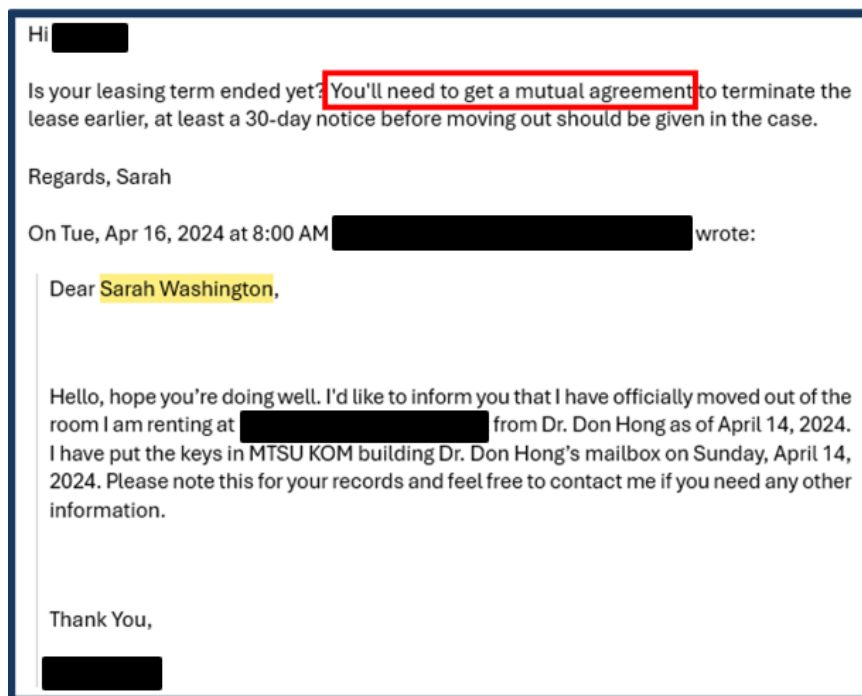 Hi
Is your leasing term ended yet? You'll need to get a mutual agreement to terminate the
lease earlier, at least a 30-day notice before moving out should be given in the case.
Regards, Sarah
On Tue, Apr 16, 2024 at 8:00 AM wrote:
Dear Sarah Washington,
Hello, hope you’re doing well. I'd like to inform you that I have officially moved out of the
room I am renting at from Dr. Don Hong as of April 14, 2024.
I have put the keys in MTSU KOM building Dr. Don Hong’s mailbox on Sunday, April 14,
2024. Please note this for your records and feel free to contact me if you need any other
information.
Thank You,